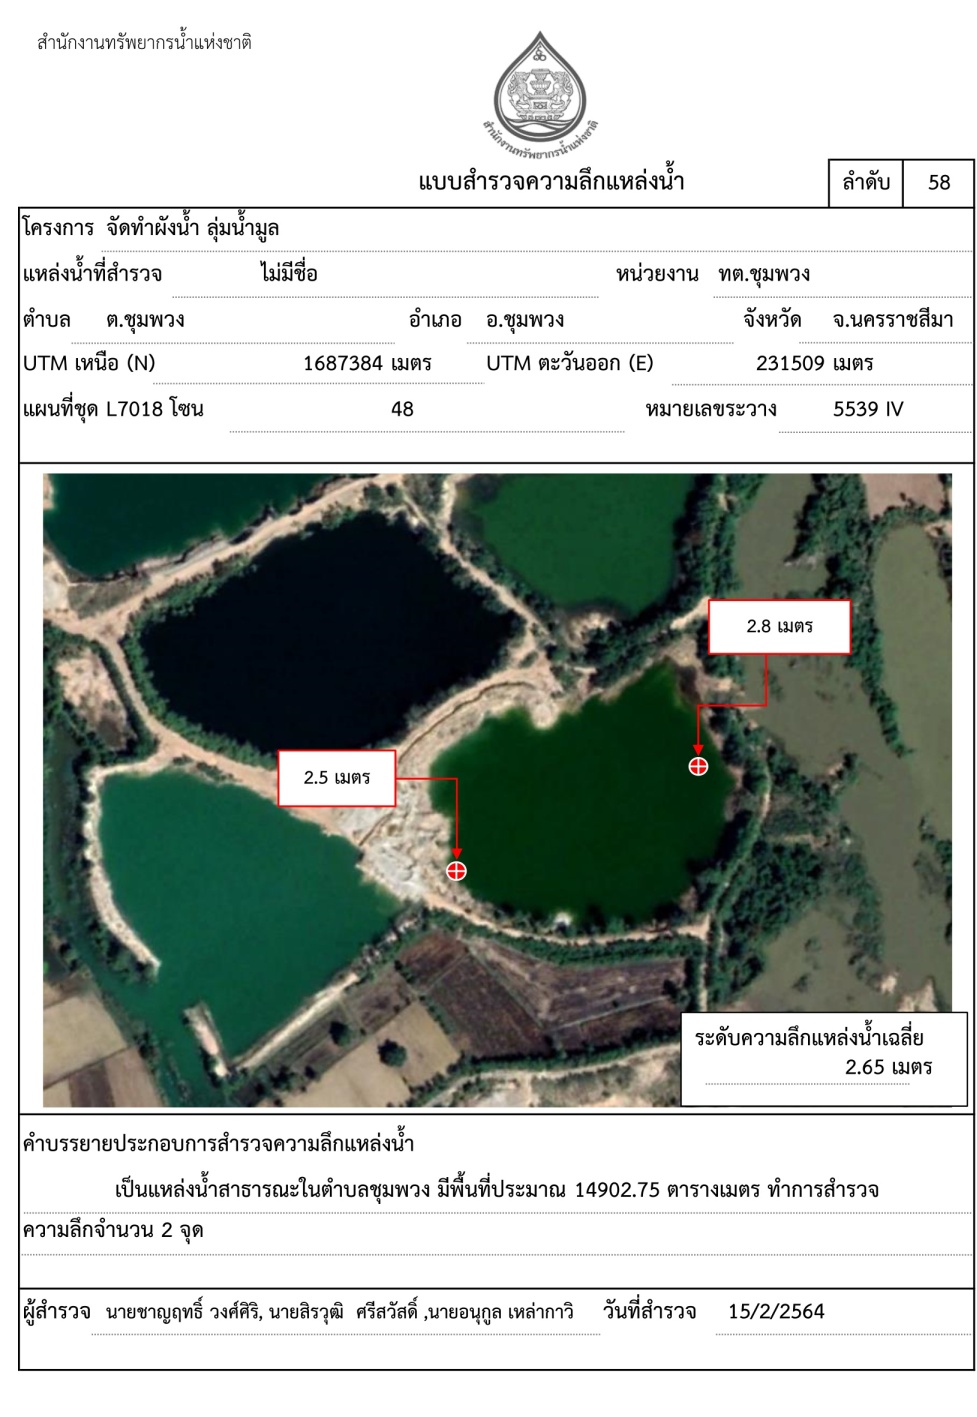 สำนักงานทรัพยากรน้ำแห่งชาติ
สำนักงานทรัพยากรน้ำแห่งชาติ
แบบสำรวจความลึกแหล่งน้ำ
ลำดับ 58
โครงการ จัดทำผังน้ำ ลุ่มน้ำมูล
แหล่งน้ำที่สำรวจ ไม่มีชื่อ หน่วยงาน ทต.ชุมพวง
ตำบล ต.ชุมพวง อำเภอ อ.ชุมพวง จังหวัด จ.นครราชสีมา
UTM เหนือ (N) 1687384 เมตร UTM ตะวันออก (E) 231509 เมตร
แผนที่ชุด L7018 โซน 48 หมายเลขระวาง 5539 IV
2.8 เมตร
2.5 เมตร
ระดับความลึกแหล่งน้ำเฉลี่ย
2.65 เมตร
คำบรรยายประกอบการสำรวจความลึกแหล่งน้ำ
เป็นแหล่งน้ำสาธารณะในตำบลชุมพวง มีพื้นที่ประมาณ 14902.75 ตารางเมตร ทำการสำรวจ
ความลึกจำนวน 2 จุด
ผู้สำรวจ นายชาญฤทธิ์ วงศ์ศิริ, นายสิรวุฒิ ศรีสวัสดิ์ ,นายอนุกูล เหล่ากาวิ วันที่สำรวจ 15/2/2564